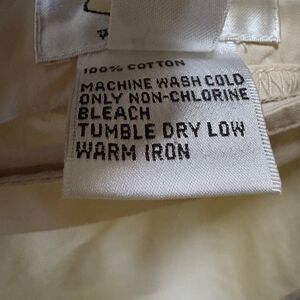 100% COTTON
MACHINE WASH COLD
ONLY NON-CHLORINE
BLEACH
TUMBLE DRY LOW
WARM IRON